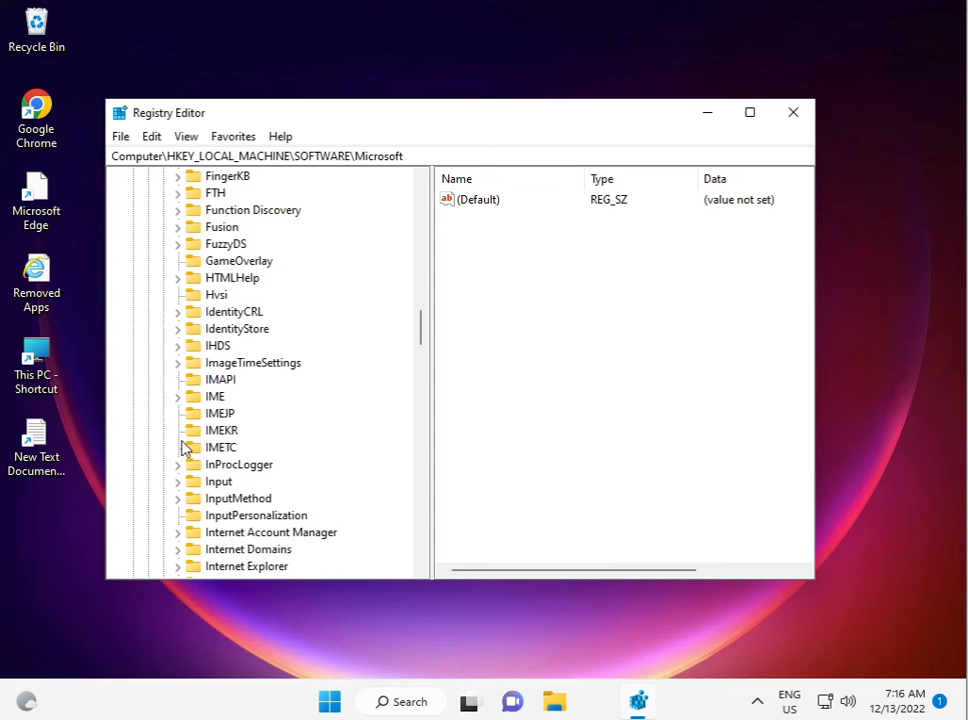 Recycle Bin
Google
Chrome
Microsoft
Edge
Removed
Apps
This PC -
Shortcut
New Text
Documen...
Registry Editor
File Edit View Favorites Help
Computer\HKEY_LOCAL_MACHINE\SOFTWARE\Microsoft
FingerKB
FTH
Function Discovery
Fusion
FuzzyDS
GameOverlay
HTMLHelp
Hvsi
IdentityCRL
IdentityStore
IHDS
ImageTimeSettings
IMAPI
IME
IMEJP
IMEKR
IMETC
InProcLogger
Input
InputMethod
InputPersonalization
Internet Account Manager
Internet Domains
Internet Explorer
Name Type Data
ab (Default) REG_SZ (value not set)
Search
ENG
US
7:16 AM
12/13/2022
1